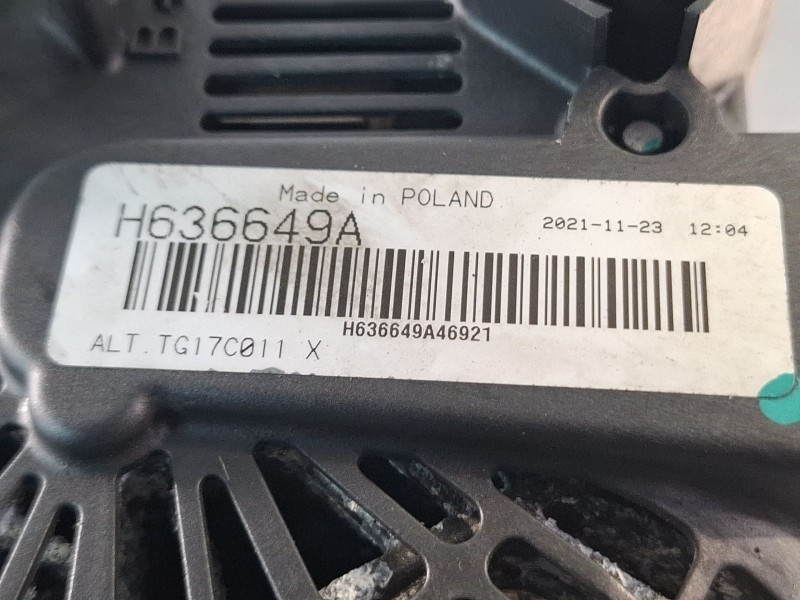 B
Made in POLAND
H636649A
2021-11-23 12:04
H636649A46921
ALT. TG17C011 X